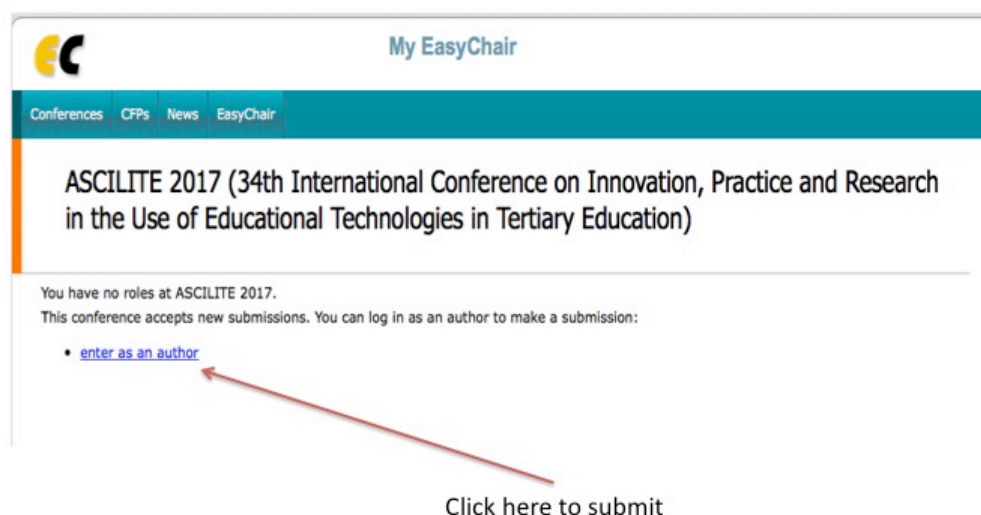 EC
My EasyChair
Conferences CFPs News EasyChair
ASCILITE 2017 (34th International Conference on Innovation, Practice and Research
in the Use of Educational Technologies in Tertiary Education)
You have no roles at ASCILITE 2017.
This conference accepts new submissions. You can log in as an author to make a submission:
• enter as an author
Click here to submit